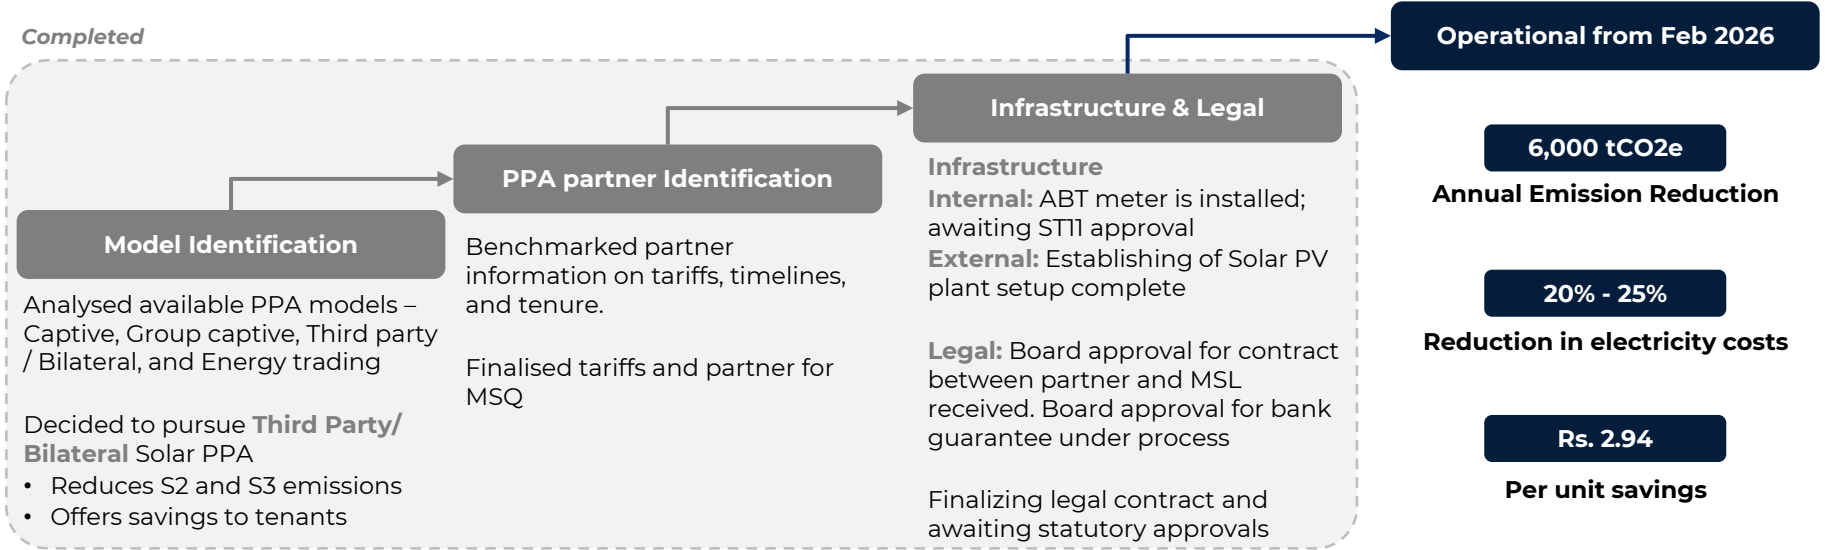 Completed
Model Identification
Analysed available PPA models –
Captive, Group captive, Third party
/ Bilateral, and Energy trading
Decided to pursue Third Party/
Bilateral Solar PPA
• Reduces S2 and S3 emissions
• Offers savings to tenants
PPA partner Identification
Benchmarked partner
information on tariffs, timelines,
and tenure.
Finalised tariffs and partner for
MSQ
Infrastructure & Legal
Infrastructure
Internal: ABT meter is installed;
awaiting ST11 approval
External: Establishing of Solar PV
plant setup complete
Legal: Board approval for contract
between partner and MSL
received. Board approval for bank
guarantee under process
Finalizing legal contract and
awaiting statutory approvals
Operational from Feb 2026
6,000 tCO2e
Annual Emission Reduction
20% - 25%
Reduction in electricity costs
Rs. 2.94
Per unit savings